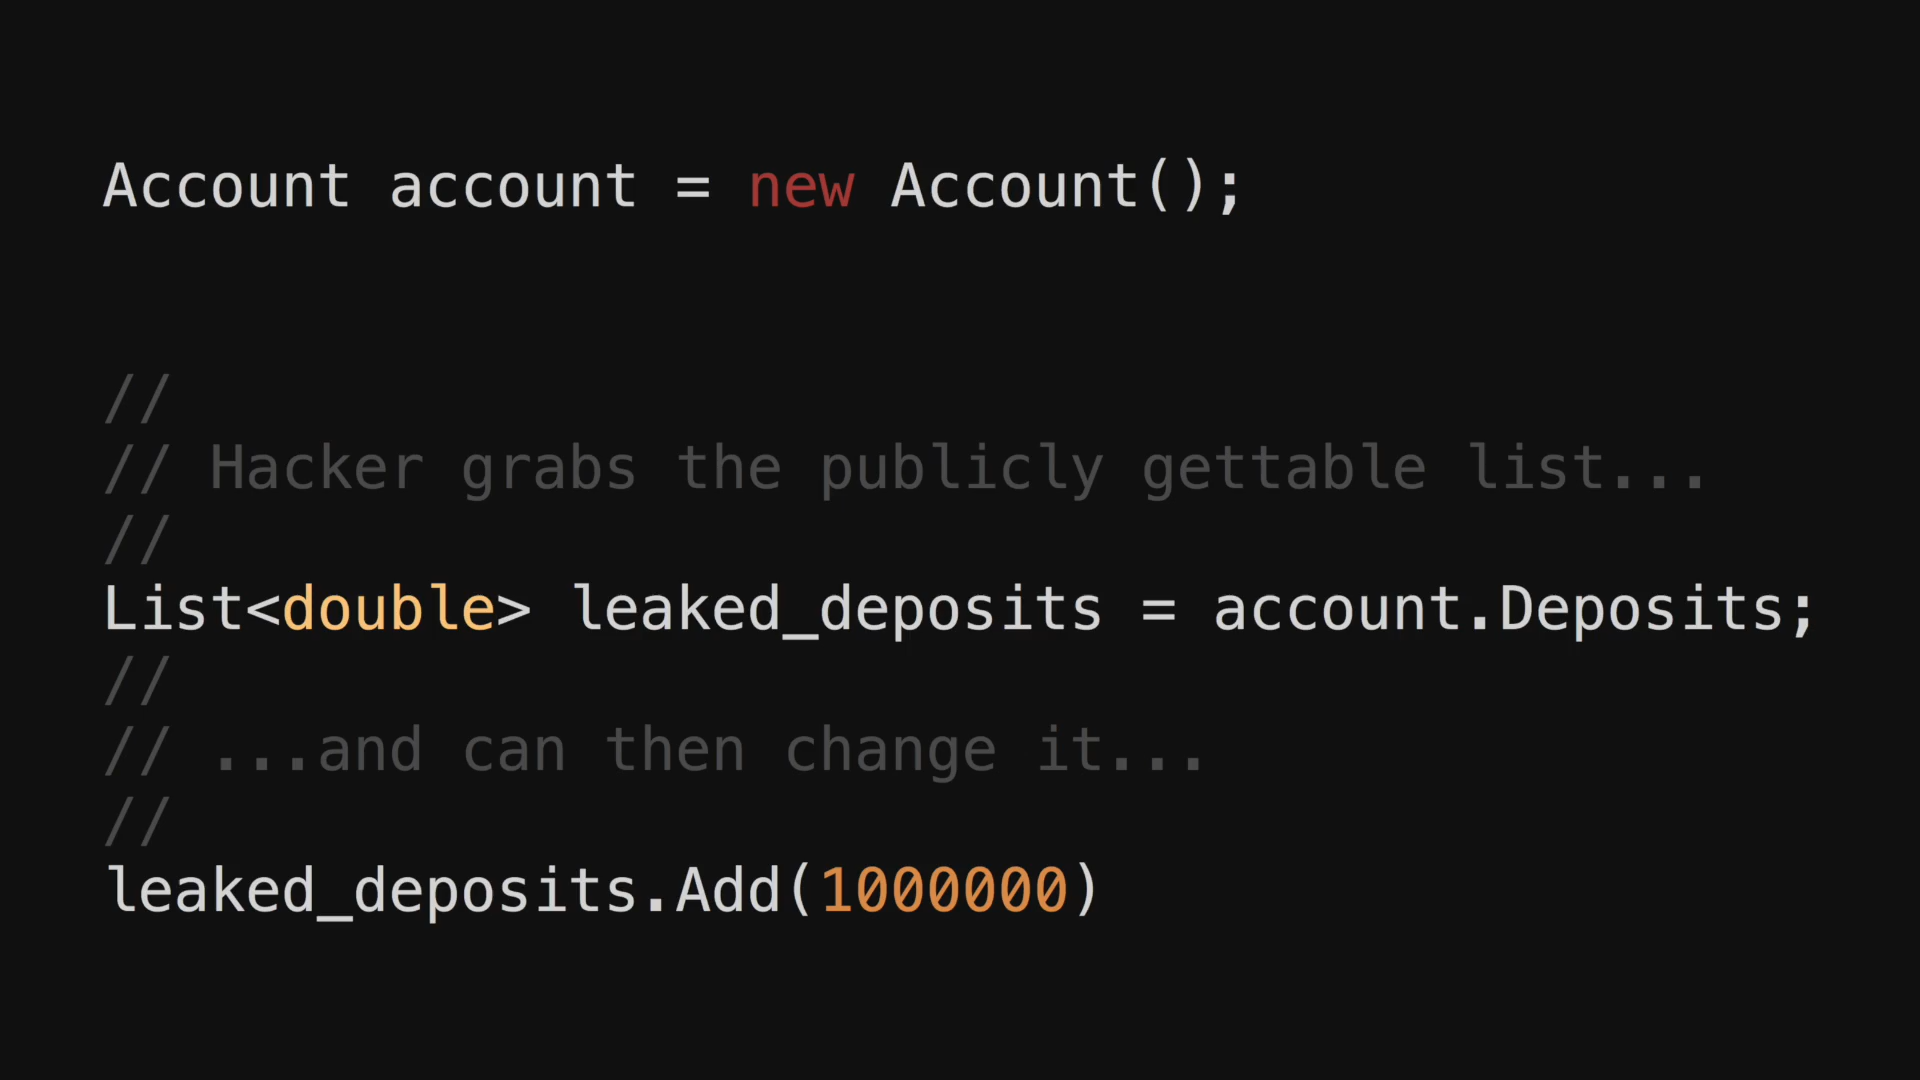 Account account = new Account();
//
// Hacker grabs the publicly gettable list...
//
List<double> leaked_deposits = account.Deposits;
//
// ...and can then change it...
//
leaked_deposits.Add(1000000)